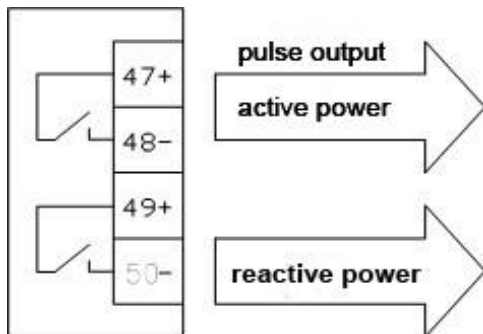 47+
pulse output
48-
active power
49+
50-
reactive power